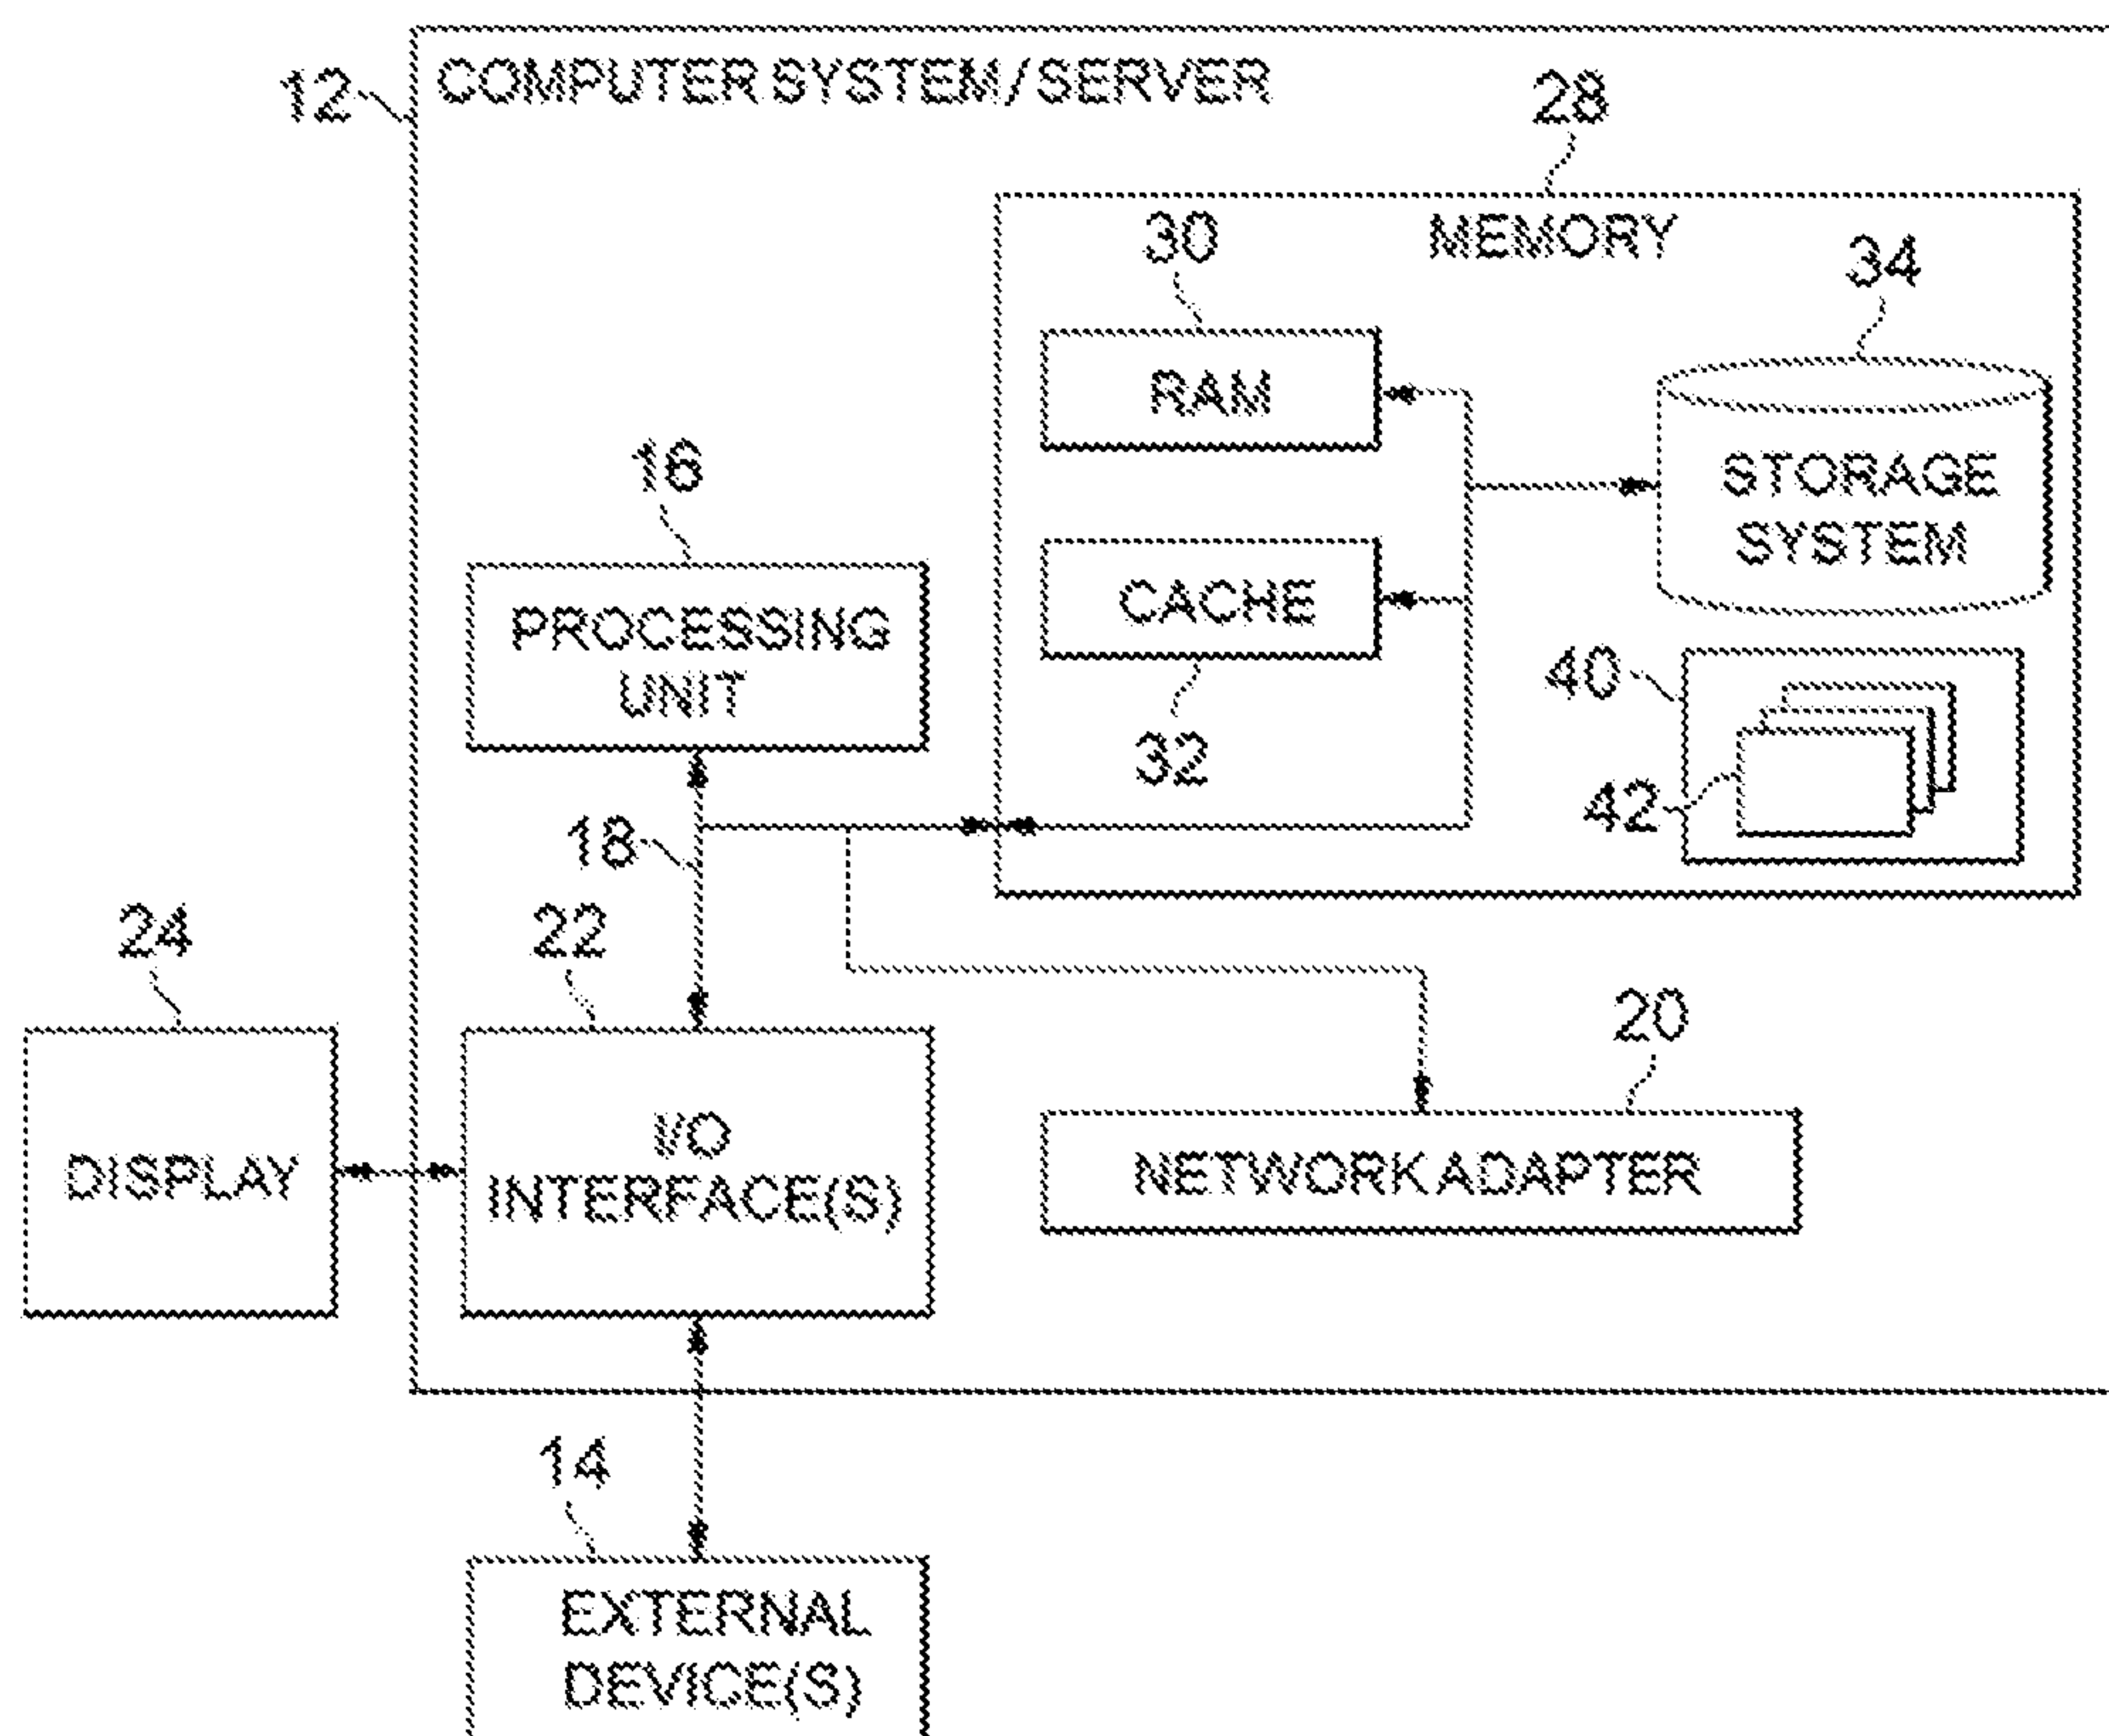 12
COMPUTER SYSTEM/SERVER
28
MEMORY
30
34
RAM
STORAGE
SYSTEM
16
PROCESSING
UNIT
CACHE
32
40
42
18
24
22
20
DISPLAY
I/O
INTERFACE(S)
NETWORK ADAPTER
14
EXTERNAL
DEVICE(S)